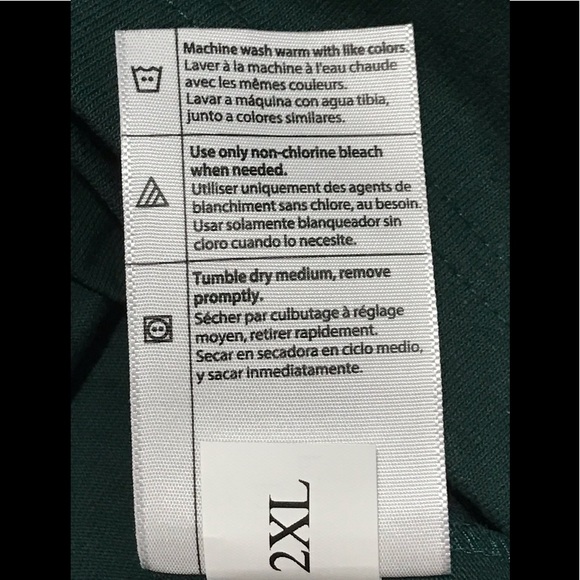 Machine wash warm with like colors.
Laver à la machine à l'eau chaude
avec les mêmes couleurs.
Lavar a máquina con agua tibia,
junto a colores similares.
Use only non-chlorine bleach
when needed.
Utiliser uniquement des agents de
blanchiment sans chlore, au besoin.
Usar solamente blanqueador sin
cloro cuando lo necesite.
Tumble dry medium, remove
promptly.
Sécher par culbutage à réglage
moyen, retirer rapidement.
Secar en secadora en ciclo medio,
y sacar inmediatamente.
2XL